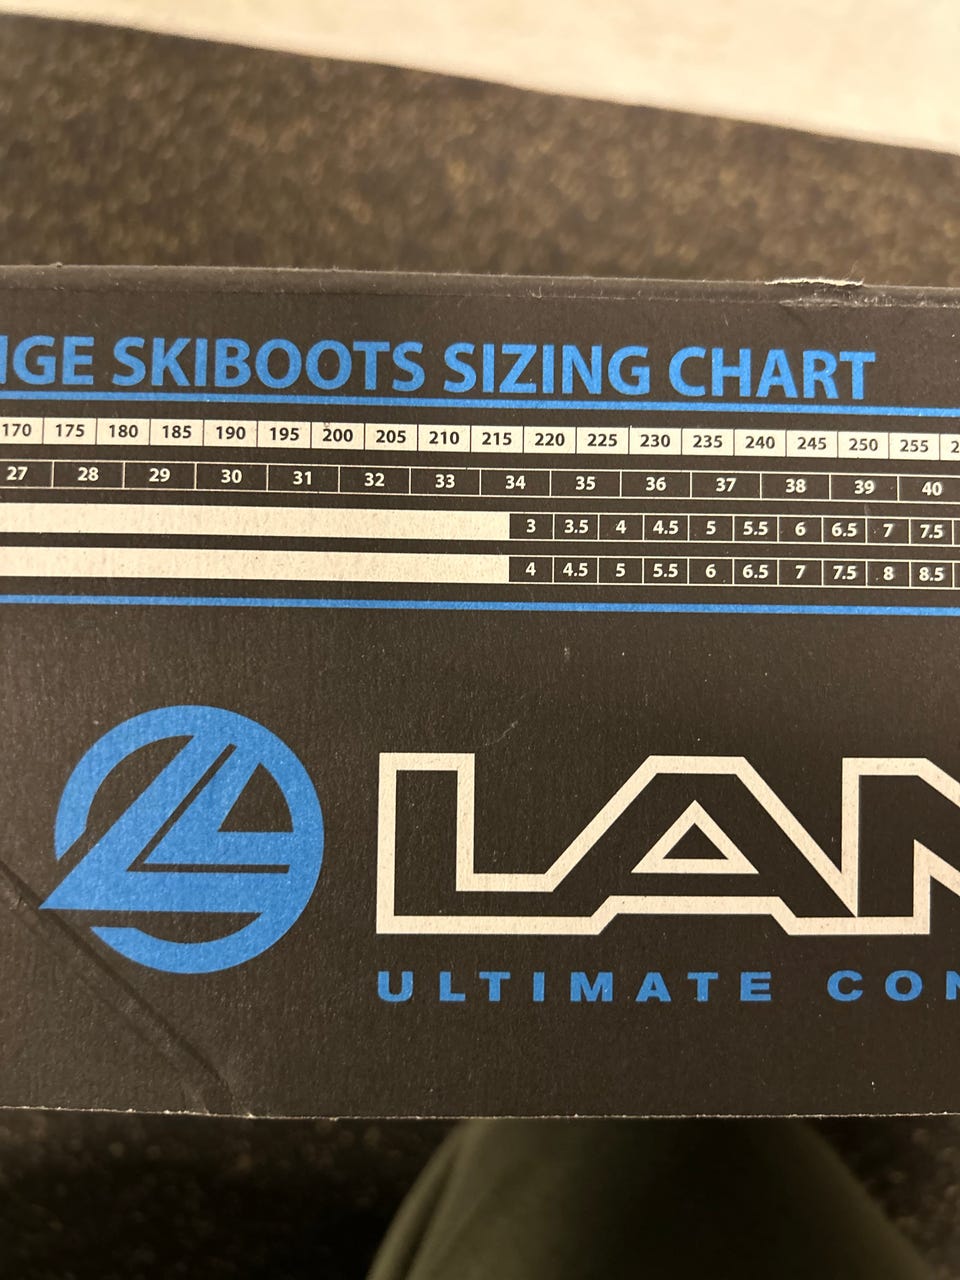 NGE SKIBOOTS SIZING CHART
170 175 180 185 190 195 200 205 210 215 220 225 230 235 240 245 250 255 2
27 28 29 30 31 32 33 34 35 36 37 38 39 40
3 3.5 4 4.5 5 5.5 6 6.5 7 7.5
4 4.5 5 5.5 6 6.5 7 7.5 8 8.5
LAN
ULTIMATE CON